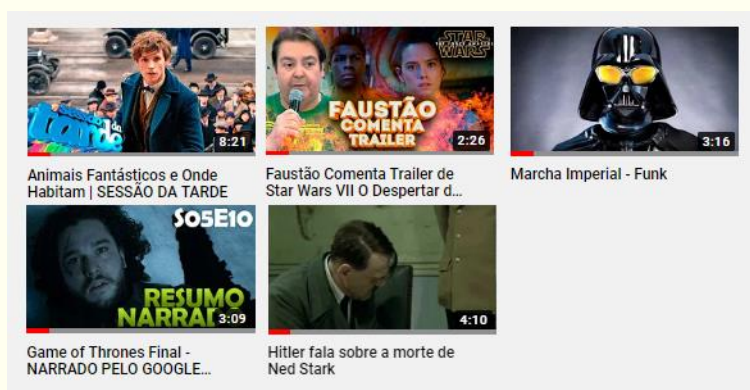 8:21
STAR
WARS
FAUSTÃO
COMENTA
TRAILER
2:26
3:16
Animais Fantásticos e Onde
Habitam | SESSÃO DA TARDE
Faustão Comenta Trailer de
Star Wars VII O Despertar d...
Marcha Imperial - Funk
S05E10
RESUMO
3:09
4:10
Game of Thrones Final -
NARRADO PELO GOOGLE...
Hitler fala sobre a morte de
Ned Stark